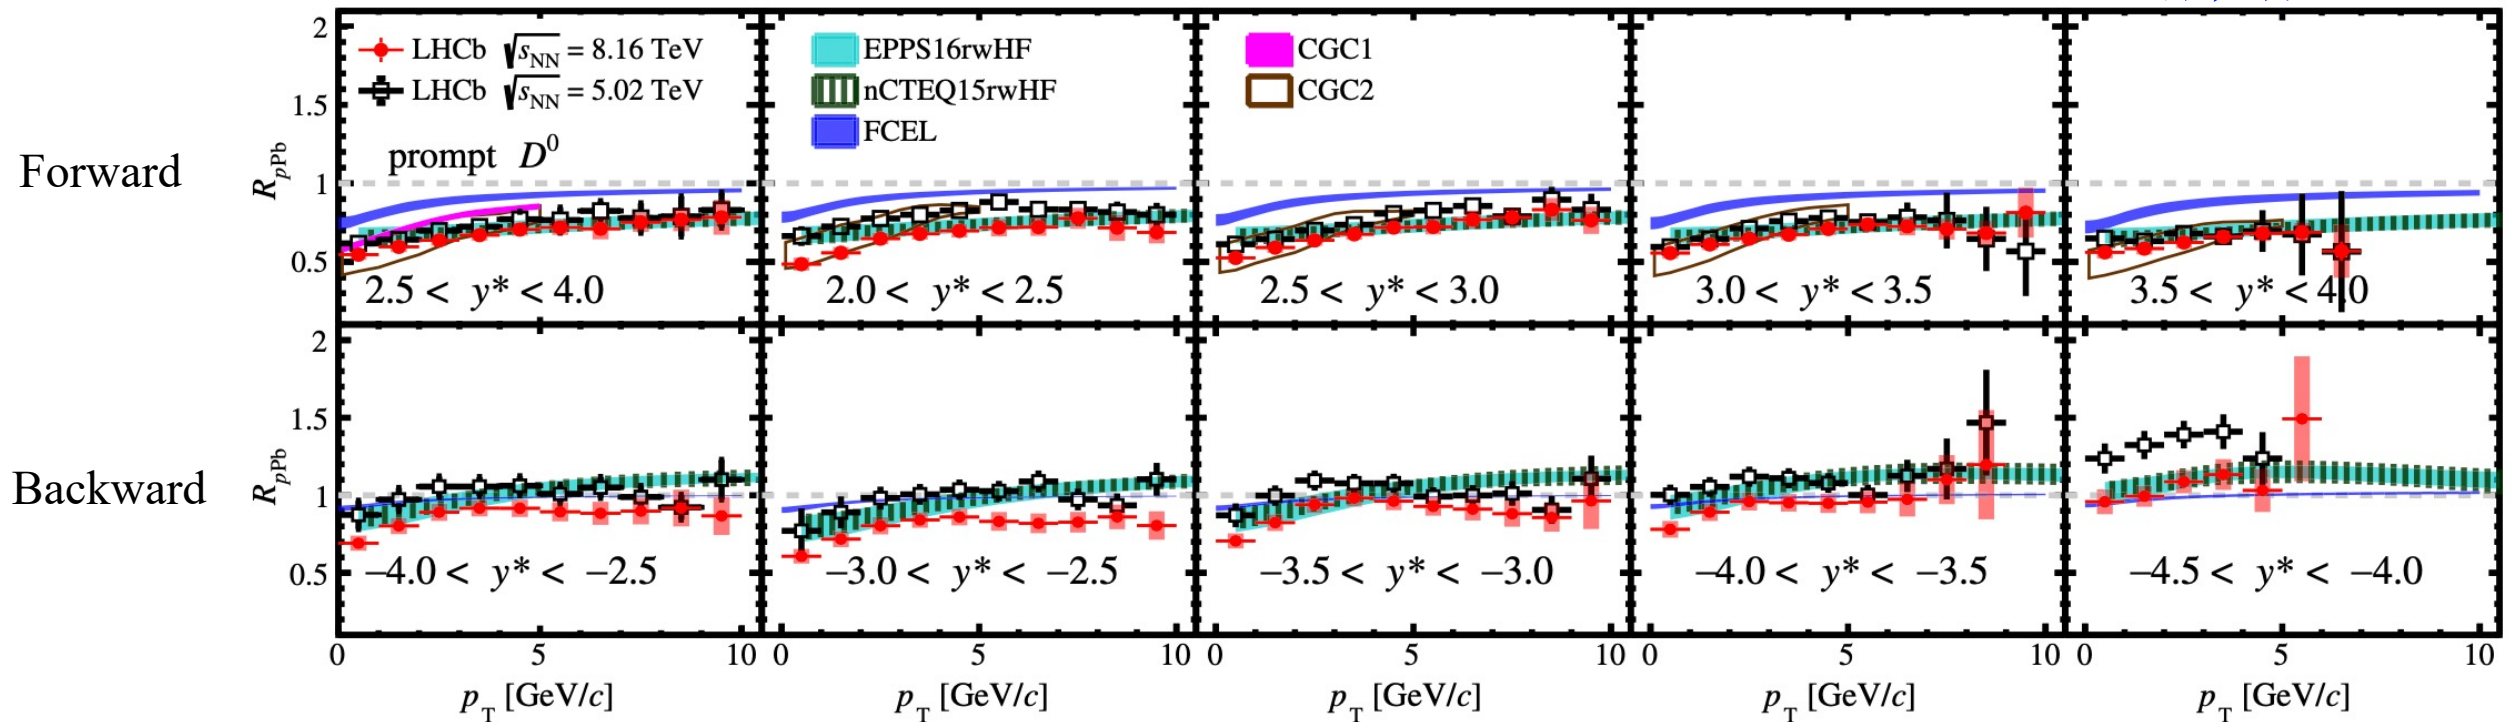 LHCb √sNN = 8.16 TeV
LHCb √sNN = 5.02 TeV
prompt D⁰
EPPS16rwHF
nCTEQ15rwHF
FCEL
CGC1
CGC2
Forward
RpPb
2
1.5
1
0.5
2.5 < y* < 4.0
2.0 < y* < 2.5
2.5 < y* < 3.0
3.0 < y* < 3.5
3.5 < y* < 4.0
Backward
RpPb
2
1.5
1
0.5
−4.0 < y* < −2.5
−3.0 < y* < −2.5
−3.5 < y* < −3.0
−4.0 < y* < −3.5
−4.5 < y* < −4.0
0 5 10 0 5 10 0 5 10 0 5 10 0 5 10
pT [GeV/c] pT [GeV/c] pT [GeV/c] pT [GeV/c] pT [GeV/c]